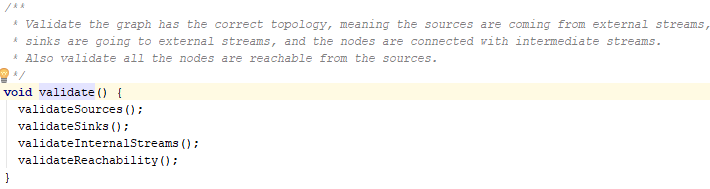 /**
* Validate the graph has the correct topology, meaning the sources are coming from external streams,
* sinks are going to external streams, and the nodes are connected with intermediate streams.
* Also validate all the nodes are reachable from the sources.
*/
void validate() {
validateSources();
validateSinks();
validateInternalStreams();
validateReachability();
}